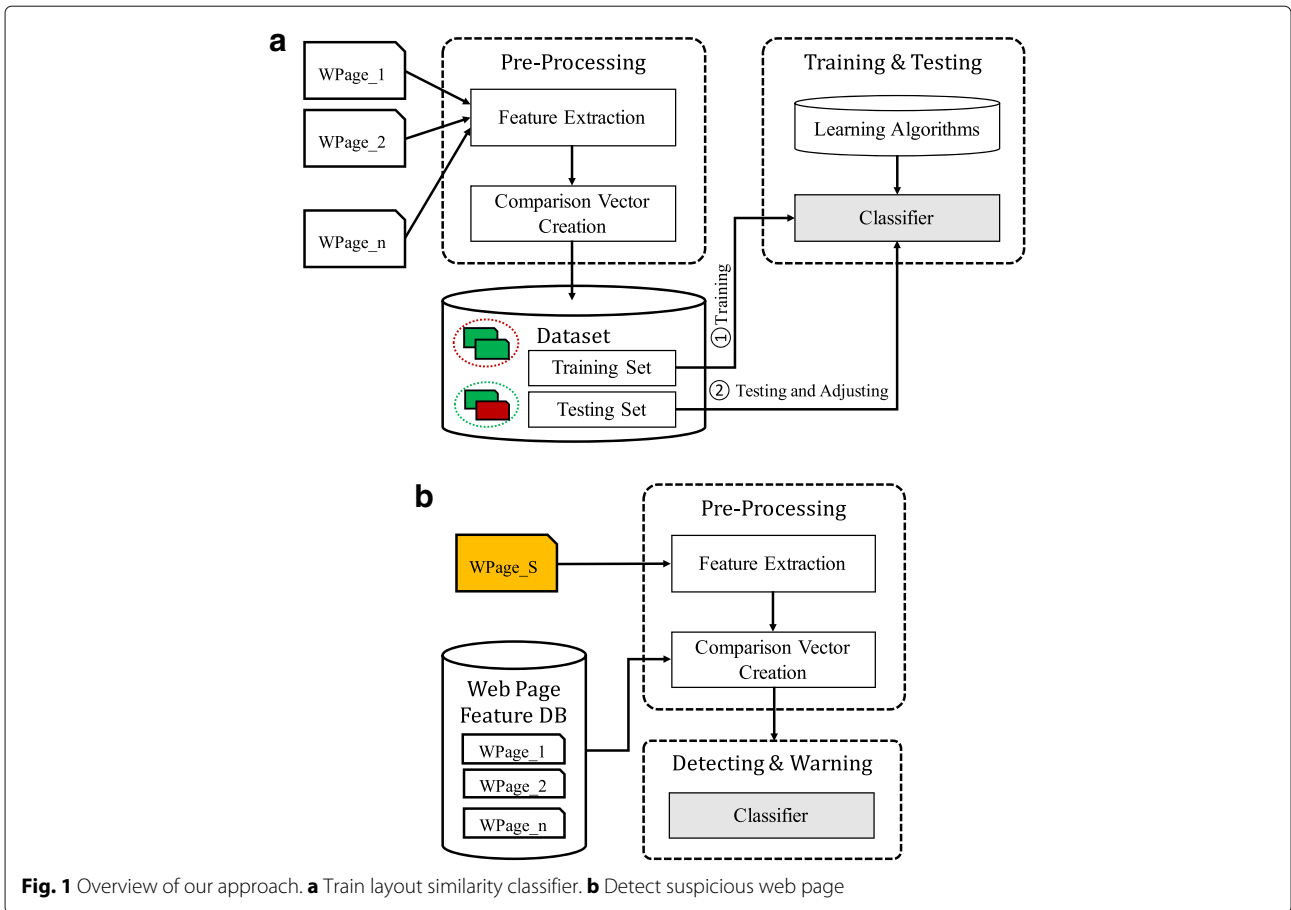 a
WPage_1
WPage_2
WPage_n
Pre-Processing
Feature Extraction
Comparison Vector
Creation
Training & Testing
Learning Algorithms
Classifier
Dataset
Training Set
Testing Set
① Training
② Testing and Adjusting
b
WPage_S
Pre-Processing
Feature Extraction
Comparison Vector
Creation
Web Page
Feature DB
WPage_1
WPage_2
WPage_n
Detecting & Warning
Classifier
Fig. 1 Overview of our approach. a Train layout similarity classifier. b Detect suspicious web page